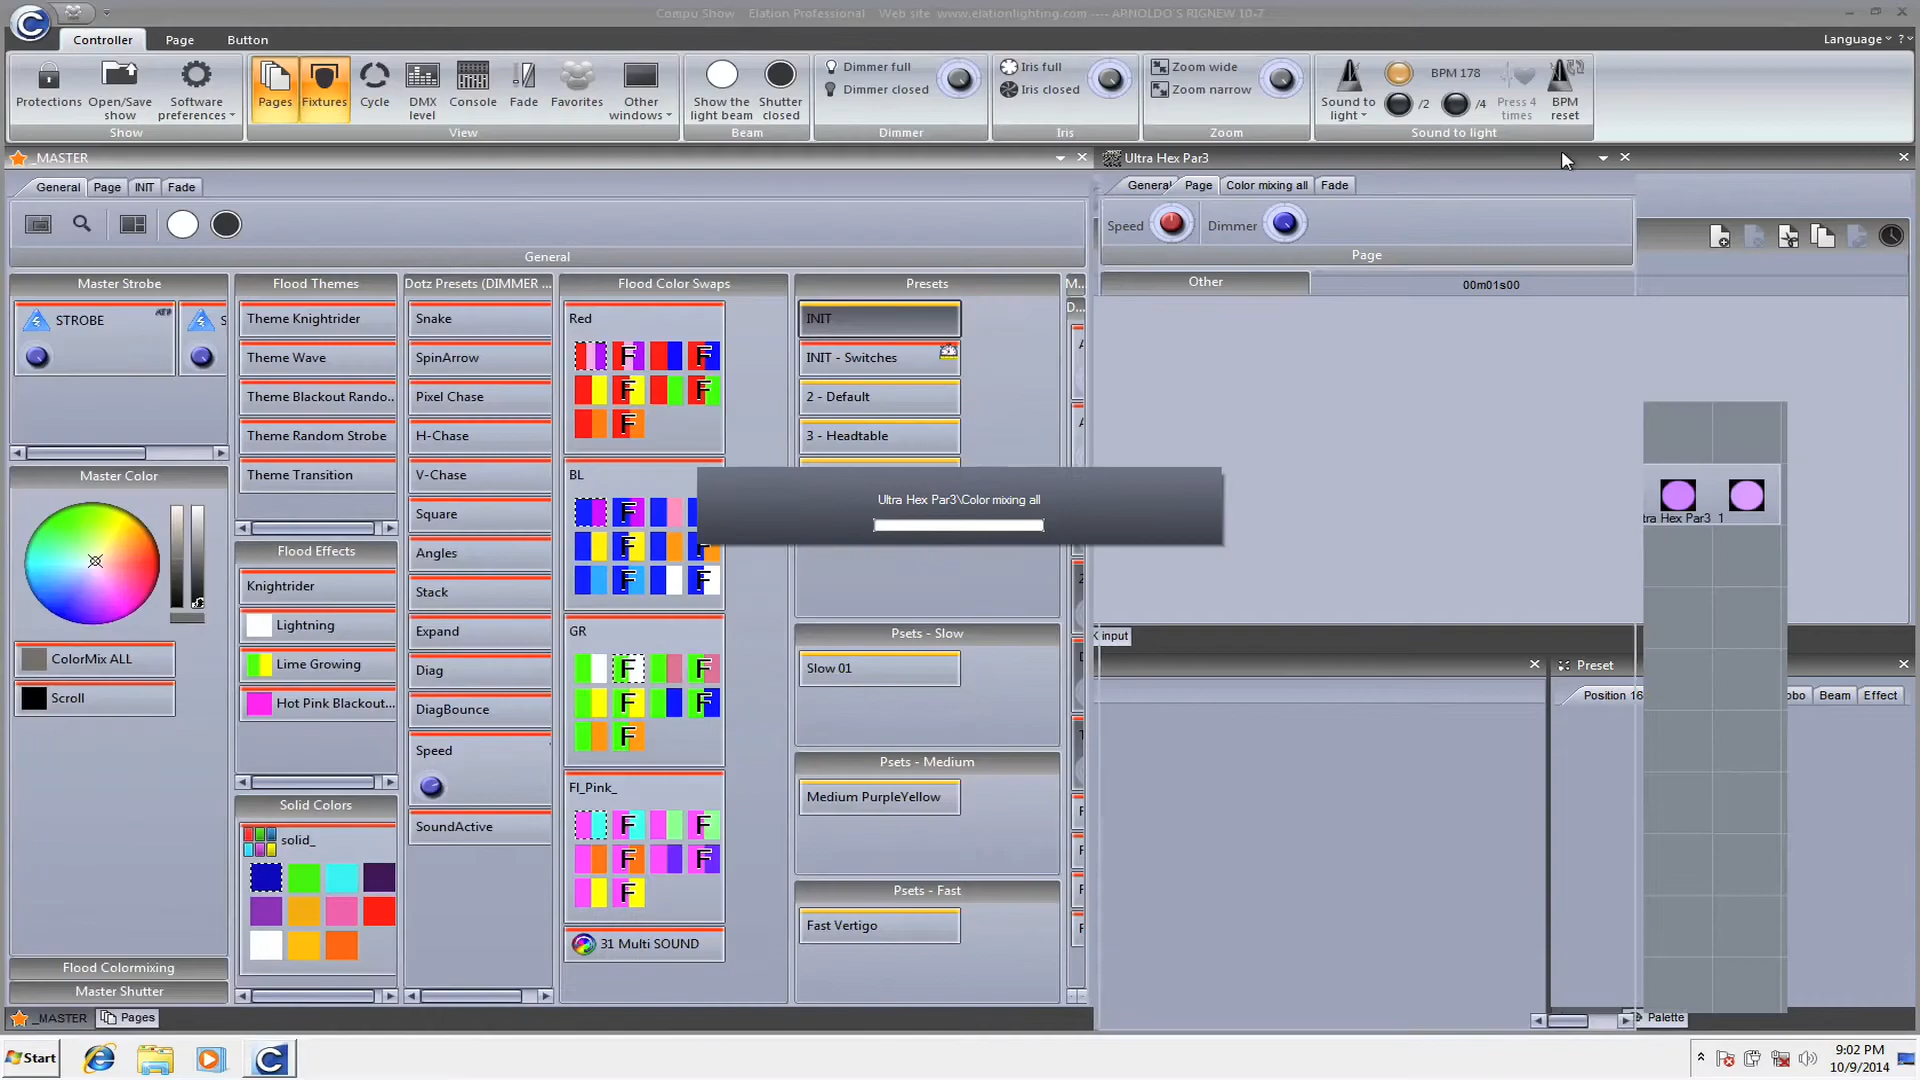 Compu Show    Elation Professional    Web site  www.elationlighting.com ---- ARNOLDO'S RIGNEW 10-7
Controller Page Button
Language ?
Protections
Open/Save show
Software preferences
Show
Pages
Fixtures
Cycle
DMX level
Console
Fade
Favorites
Other windows
View
Show the light beam
Shutter closed
Beam
Dimmer full
Dimmer closed
Dimmer
Iris full
Iris closed
Iris
Zoom wide
Zoom narrow
Zoom
Sound to light
BPM 178
/2 /4
Press 4 times
BPM reset
Sound to light
_MASTER
General Page INIT Fade
General
Master Strobe
STROBE
S
Master Color
ColorMix ALL
Scroll
Flood Colormixing
Master Shutter
Flood Themes
Theme Knightrider
Theme Wave
Theme Blackout Rando..
Theme Random Strobe
Theme Transition
Flood Effects
Knightrider
Lightning
Lime Growing
Hot Pink Blackout...
Solid Colors
solid_
Dotz Presets (DIMMER ...
Snake
SpinArrow
Pixel Chase
H-Chase
V-Chase
Square
Angles
Stack
Expand
Diag
DiagBounce
Speed
SoundActive
Flood Color Swaps
Red
F F
F F
F
BL
F
F
F F
GR
F F
F F
F
Fl_Pink_
F F
F F
F
31 Multi SOUND
Presets
INIT
INIT - Switches
2 - Default
3 - Headtable
Psets - Slow
Slow 01
Psets - Medium
Medium PurpleYellow
Psets - Fast
Fast Vertigo
M...
D...
Ultra Hex Par3\Color mixing all
Ultra Hex Par3
General Page Color mixing all Fade
Speed Dimmer
Page
Other 00m01s00
tra Hex Par3 1
K input
Preset
Position 16 obo Beam Effect
Palette
_MASTER Pages
Start
9:02 PM
10/9/2014